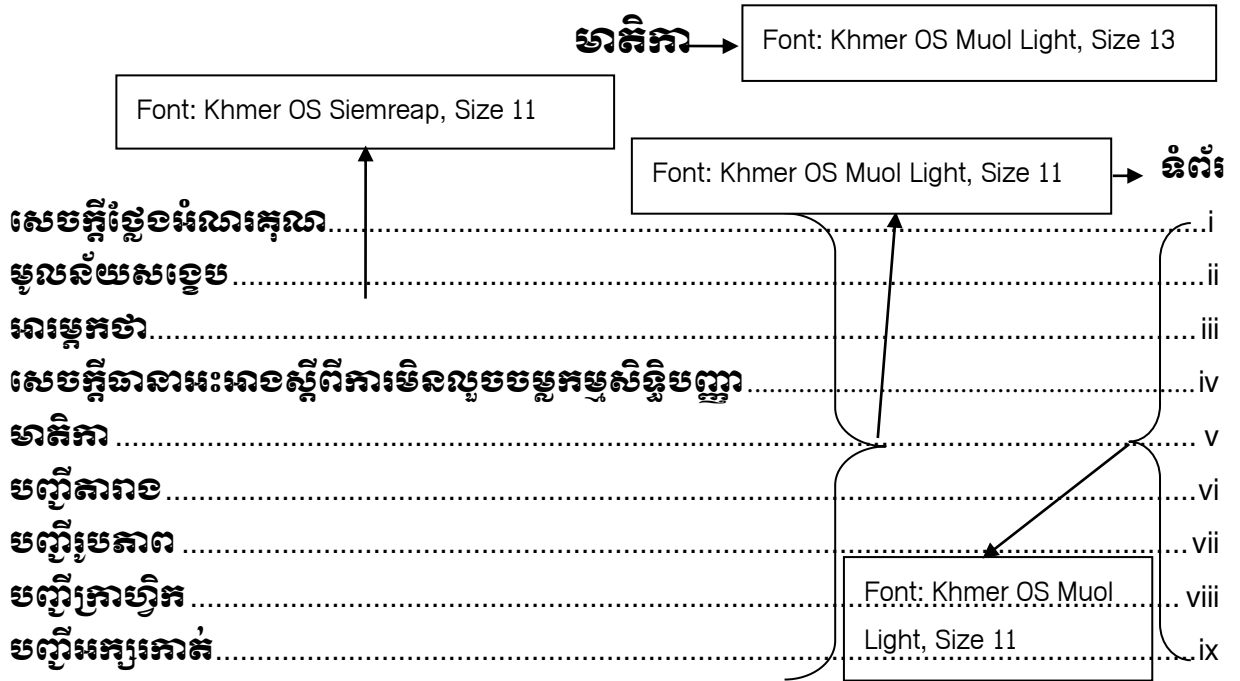 មាតិកា Font: Khmer OS Muol Light, Size 13
Font: Khmer OS Siemreap, Size 11
Font: Khmer OS Muol Light, Size 11 ទំព័រ
សេចក្តីថ្លែងអំណរគុណ i
មូលន័យសង្ខេប ii
អារម្ភកថា iii
សេចក្តីធានាអះអាងស្តីពីការមិនលួចចម្លងកម្មសិទ្ធិបញ្ញា iv
មាតិកា v
បញ្ជីតារាង vi
បញ្ជីរូបភាព vii
បញ្ជីក្រាហ្វិក viii
បញ្ជីអក្សរកាត់ ix
Font: Khmer OS Muol
Light, Size 11